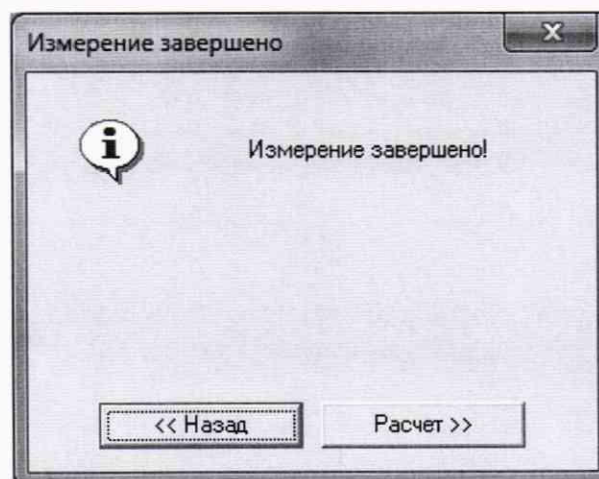 Измерение завершено
Измерение завершено!
<< Назад
Расчет >>